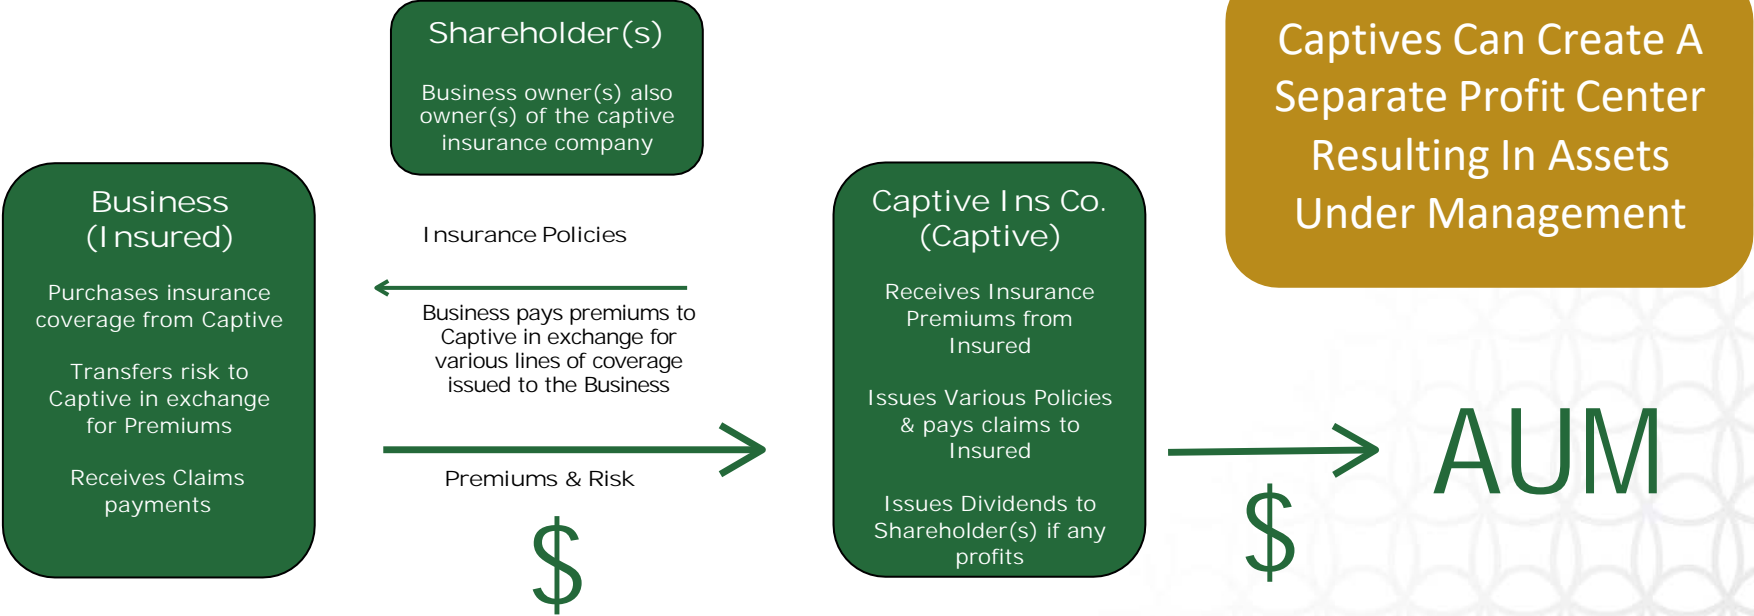 Shareholder(s)
Business owner(s) also
owner(s) of the captive
insurance company
Captives Can Create A
Separate Profit Center
Resulting In Assets
Under Management
Business
(Insured)
Purchases insurance
coverage from Captive
Transfers risk to
Captive in exchange
for Premiums
Receives Claims
payments
Insurance Policies
Business pays premiums to
Captive in exchange for
various lines of coverage
issued to the Business
Premiums & Risk
$
Captive Ins Co.
(Captive)
Receives Insurance
Premiums from
Insured
Issues Various Policies
& pays claims to
Insured
Issues Dividends to
Shareholder(s) if any
profits
$
AUM